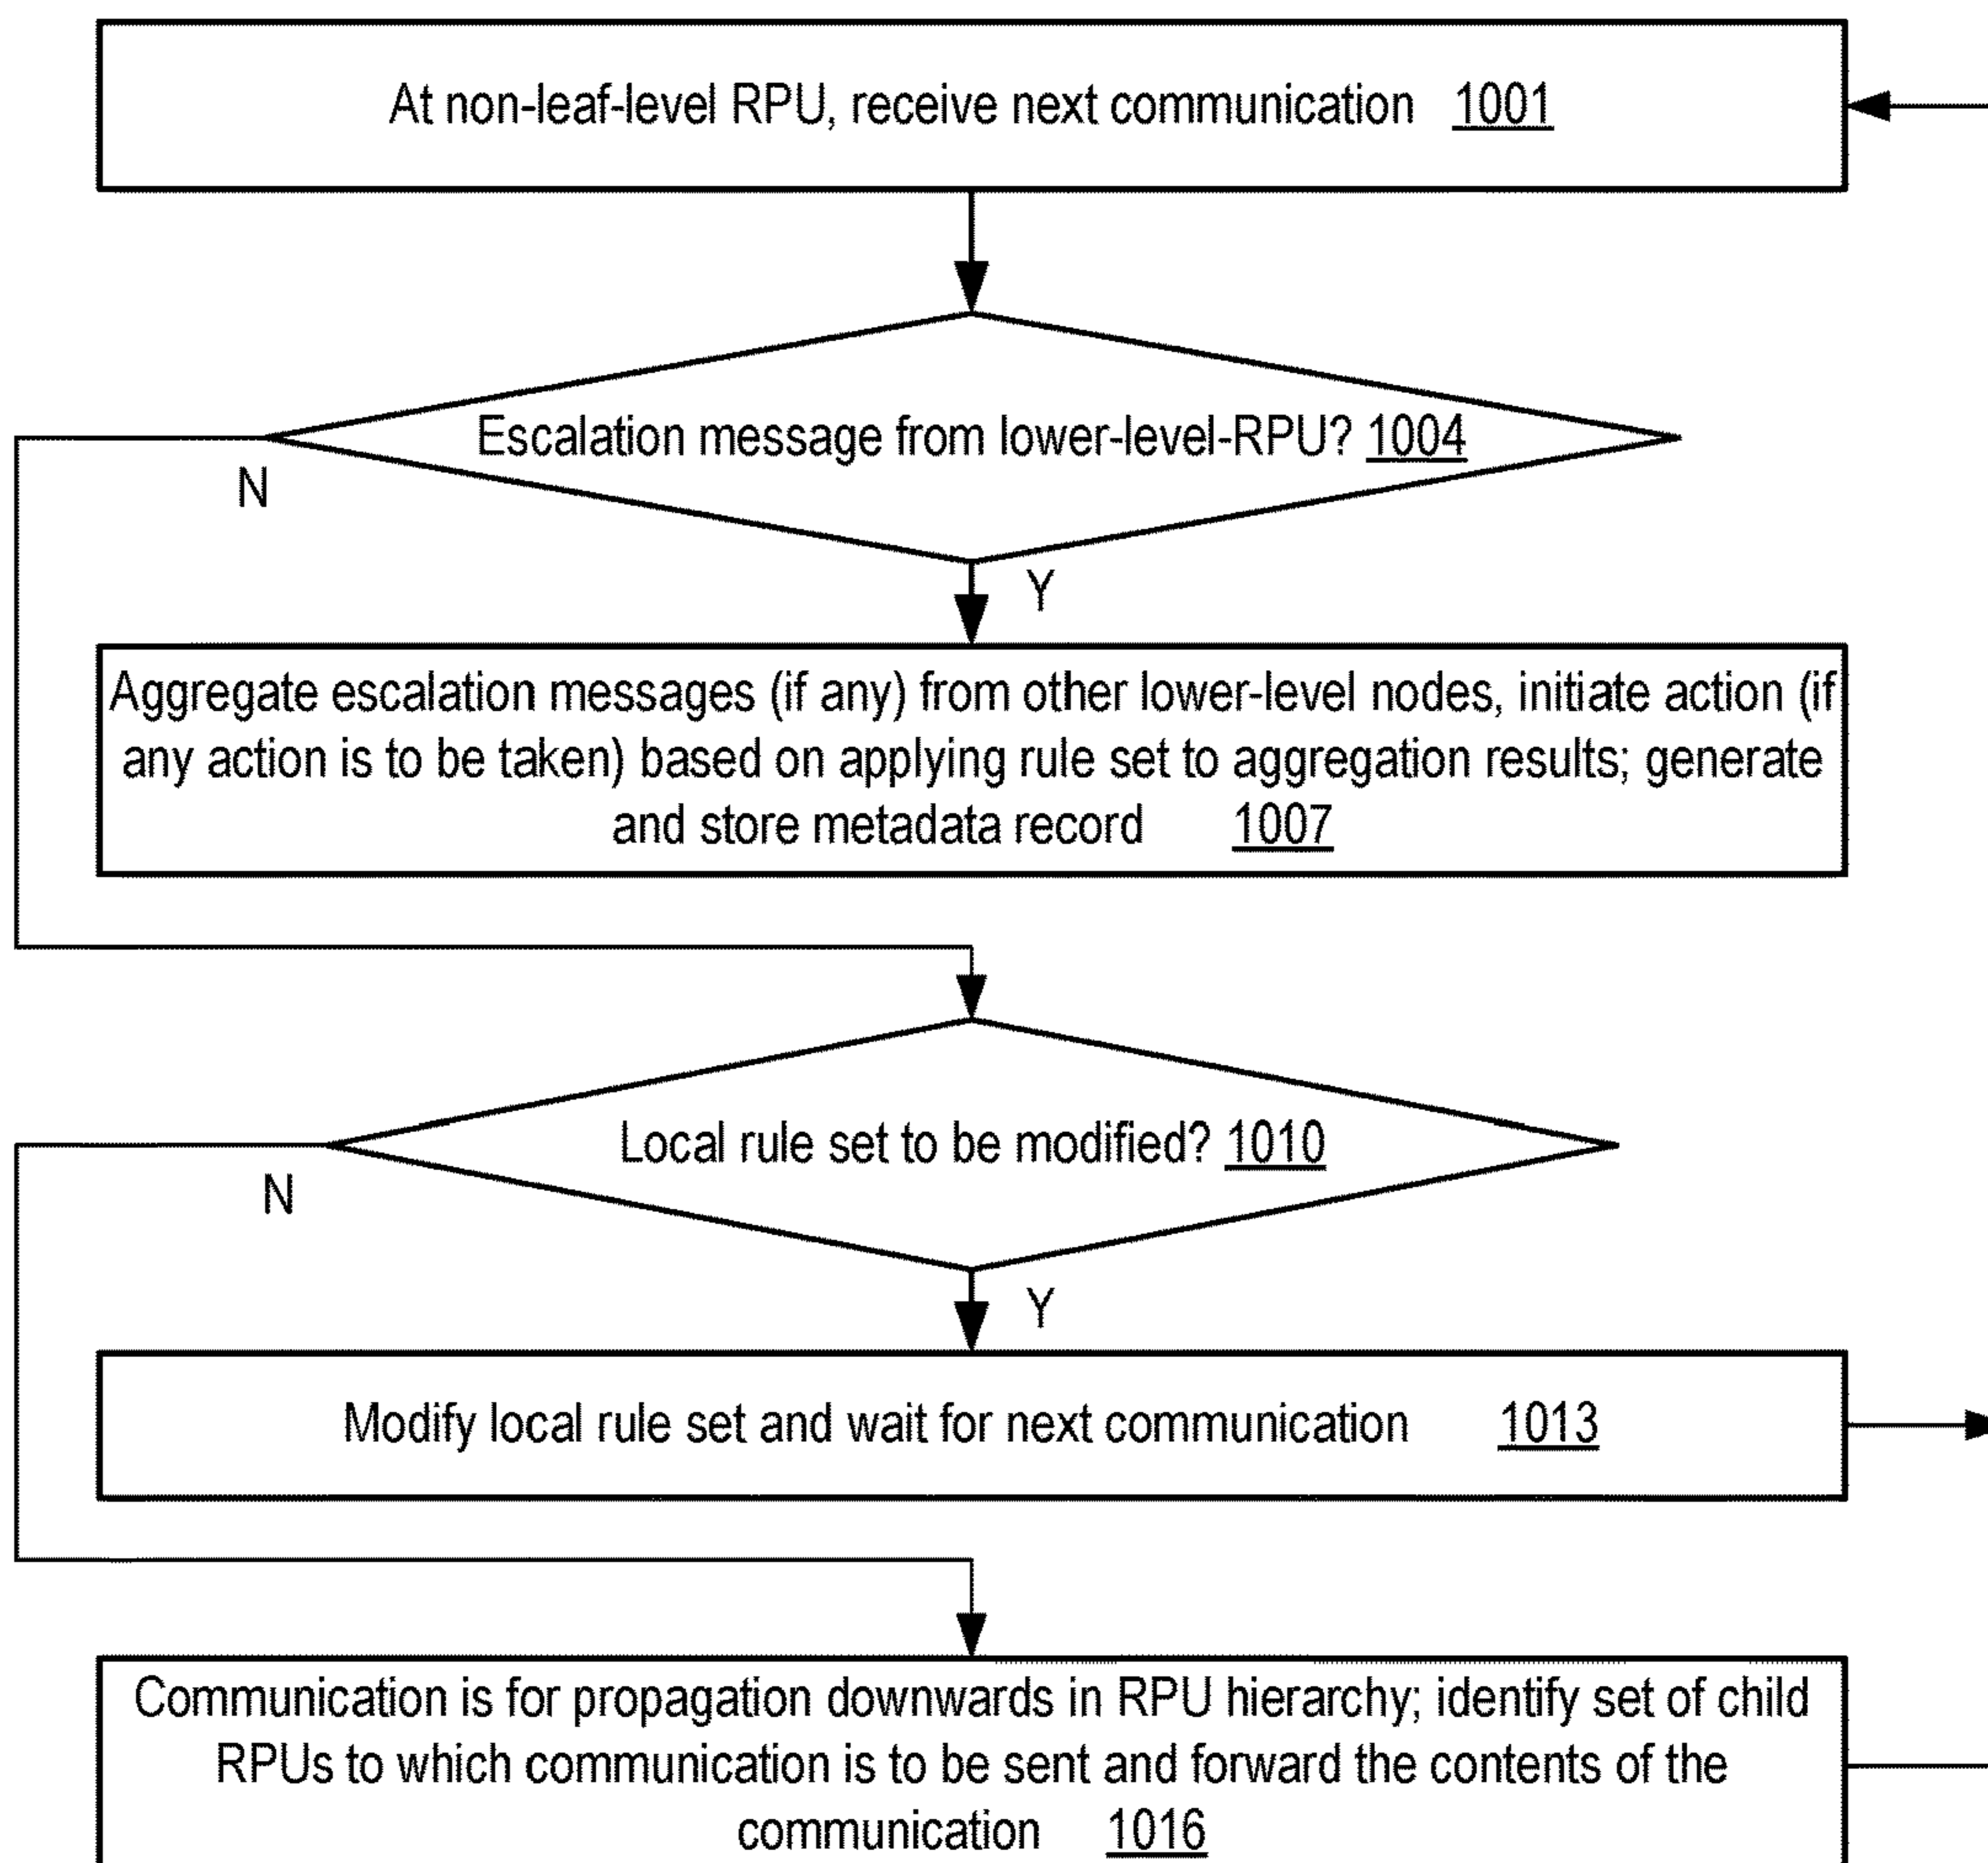 At non-leaf-level RPU, receive next communication 1001
Escalation message from lower-level-RPU? 1004
N
Y
Aggregate escalation messages (if any) from other lower-level nodes, initiate action (if
any action is to be taken) based on applying rule set to aggregation results; generate
and store metadata record 1007
Local rule set to be modified? 1010
N
Y
Modify local rule set and wait for next communication 1013
Communication is for propagation downwards in RPU hierarchy; identify set of child
RPUs to which communication is to be sent and forward the contents of the
communication 1016